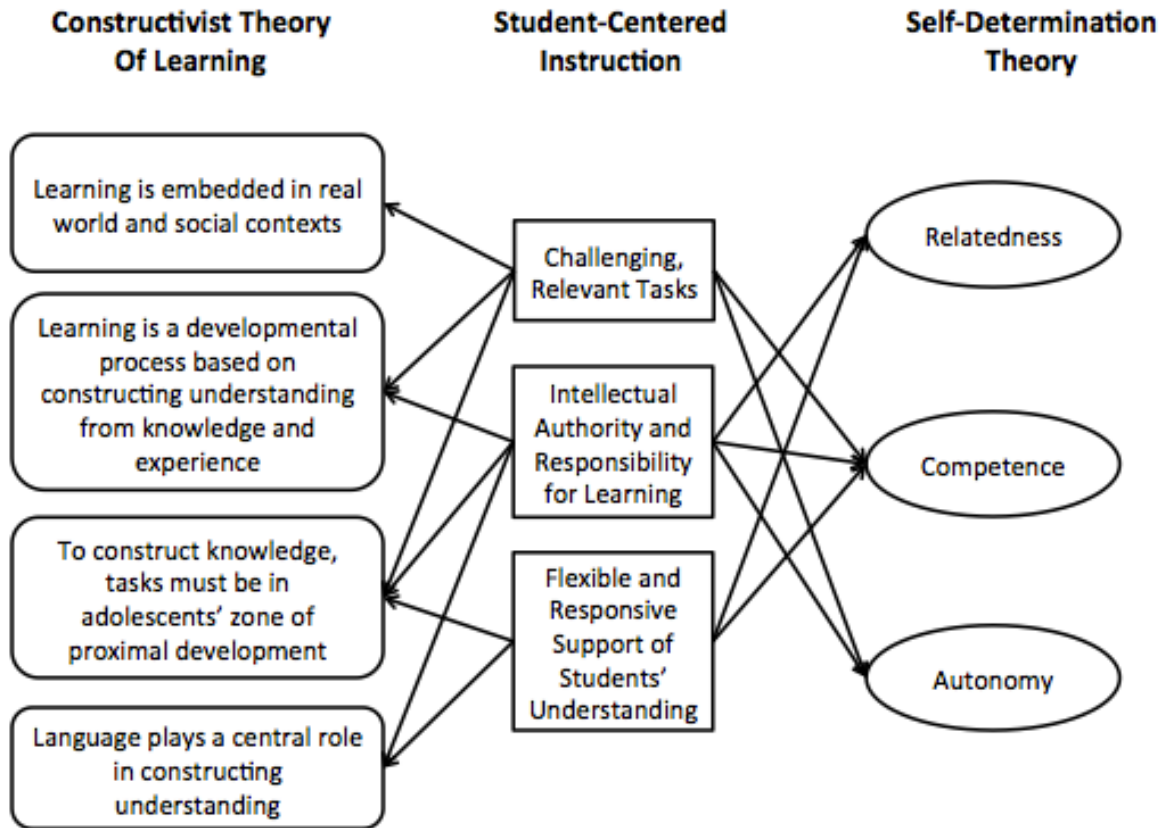 Constructivist Theory
Of Learning
Student-Centered
Instruction
Self-Determination
Theory
Learning is embedded in real
world and social contexts
Learning is a developmental
process based on
constructing understanding
from knowledge and
experience
To construct knowledge,
tasks must be in
adolescents’ zone of
proximal development
Language plays a central role
in constructing
understanding
Challenging,
Relevant Tasks
Intellectual
Authority and
Responsibility
for Learning
Flexible and
Responsive
Support of
Students’
Understanding
Relatedness
Competence
Autonomy